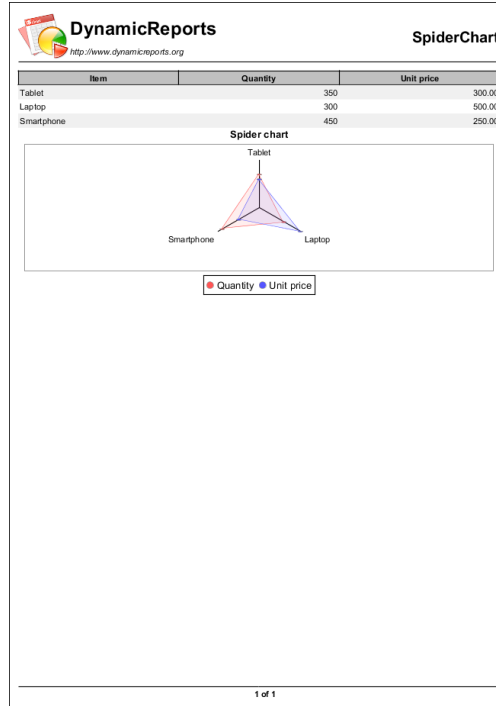 DynamicReports
http://www.dynamicreports.org
SpiderChart
Item Quantity Unit price
Tablet 350 300.00
Laptop 300 500.00
Smartphone 450 250.00
Spider chart
Tablet
Smartphone Laptop
Quantity Unit price
1 of 1